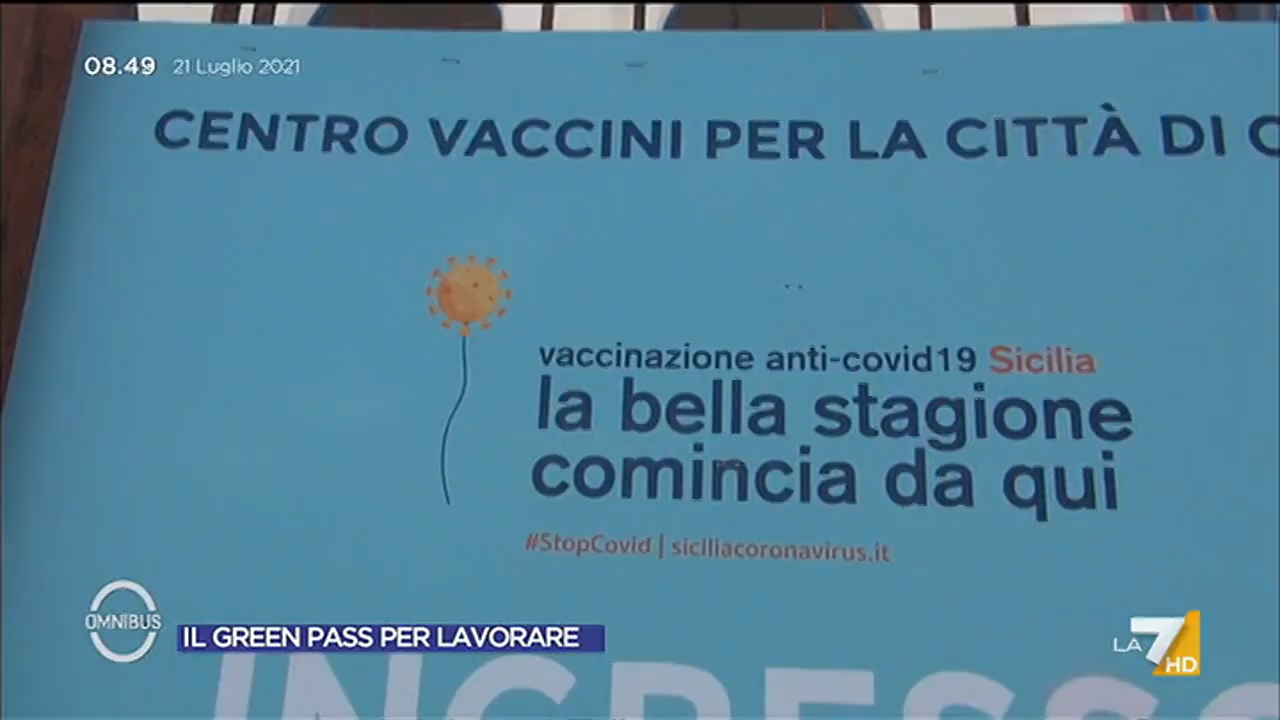 08.49 21 Luglio 2021
CENTRO VACCINI PER LA CITTÀ DI
vaccinazione anti-covid19 Sicilia
la bella stagione
comincia da qui
#StopCovid | siciliacoronavirus.it
OMNIBUS
IL GREEN PASS PER LAVORARE
LA 7 HD
INGRESSO